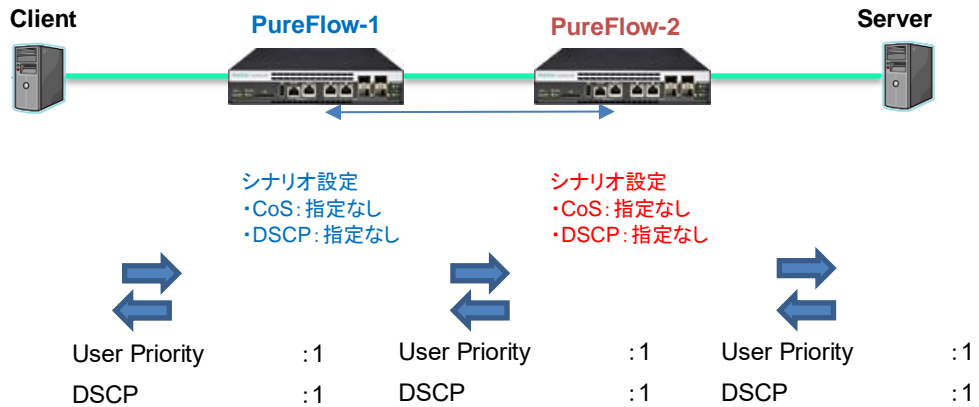 Client
PureFlow-1
PureFlow-2
Server
シナリオ設定
・CoS：指定なし
・DSCP：指定なし
シナリオ設定
・CoS：指定なし
・DSCP：指定なし
User Priority :1
DSCP :1
User Priority :1
DSCP :1
User Priority :1
DSCP :1